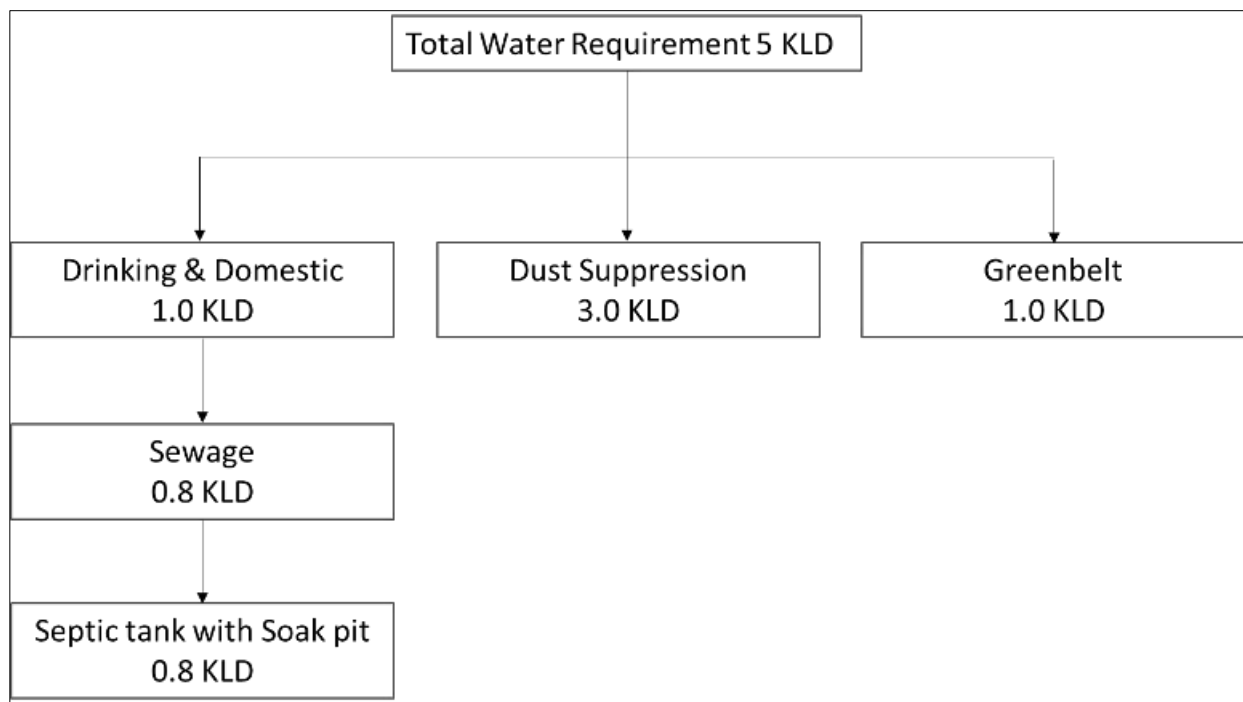 Total Water Requirement 5 KLD
Drinking & Domestic
1.0 KLD
Dust Suppression
3.0 KLD
Greenbelt
1.0 KLD
Sewage
0.8 KLD
Septic tank with Soak pit
0.8 KLD